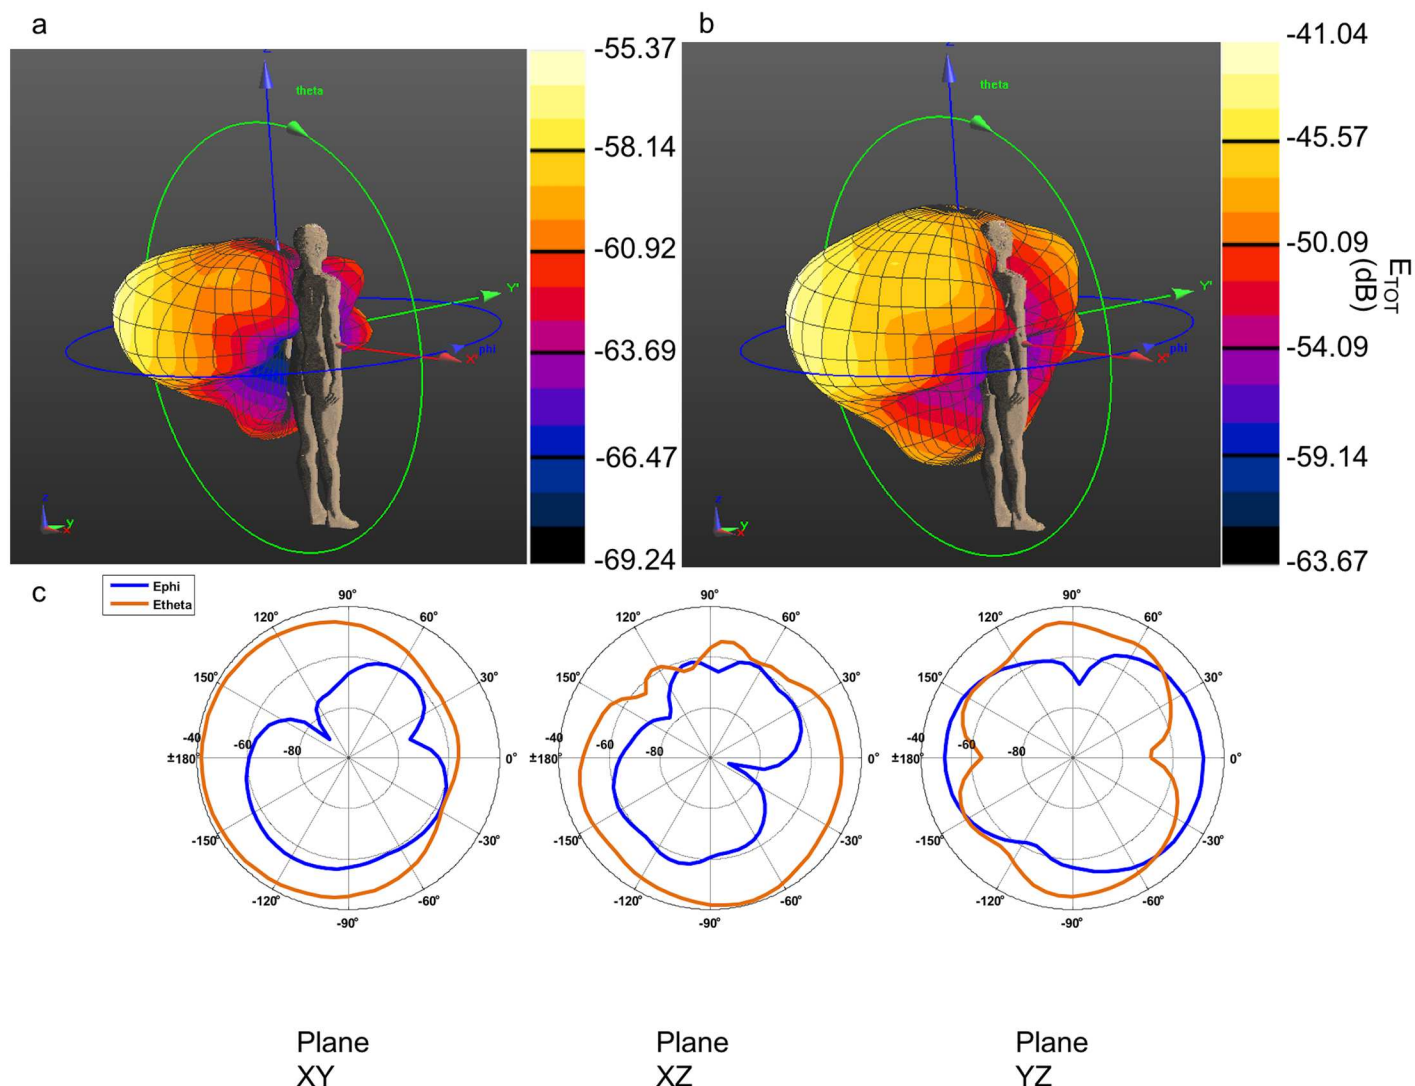 a
b
Z
theta
Y'
X'
phi
z
y
x
-55.37
-58.14
-60.92
-63.69
-66.47
-69.24
Z
theta
Y'
X'
phi
z
y
x
-41.04
-45.57
-50.09
-54.09
-59.14
-63.67
E_TOT
(dB)
c
Ephi
Etheta
90°
120°
60°
150°
30°
-40
-60
-80
±180°
0°
-150°
-30°
-120°
-60°
-90°
90°
120°
60°
150°
30°
-40
-60
-80
±180°
0°
-150°
-30°
-120°
-60°
-90°
90°
120°
60°
150°
30°
-40
-60
-80
±180°
0°
-150°
-30°
-120°
-60°
-90°
Plane
XY
Plane
XZ
Plane
YZ